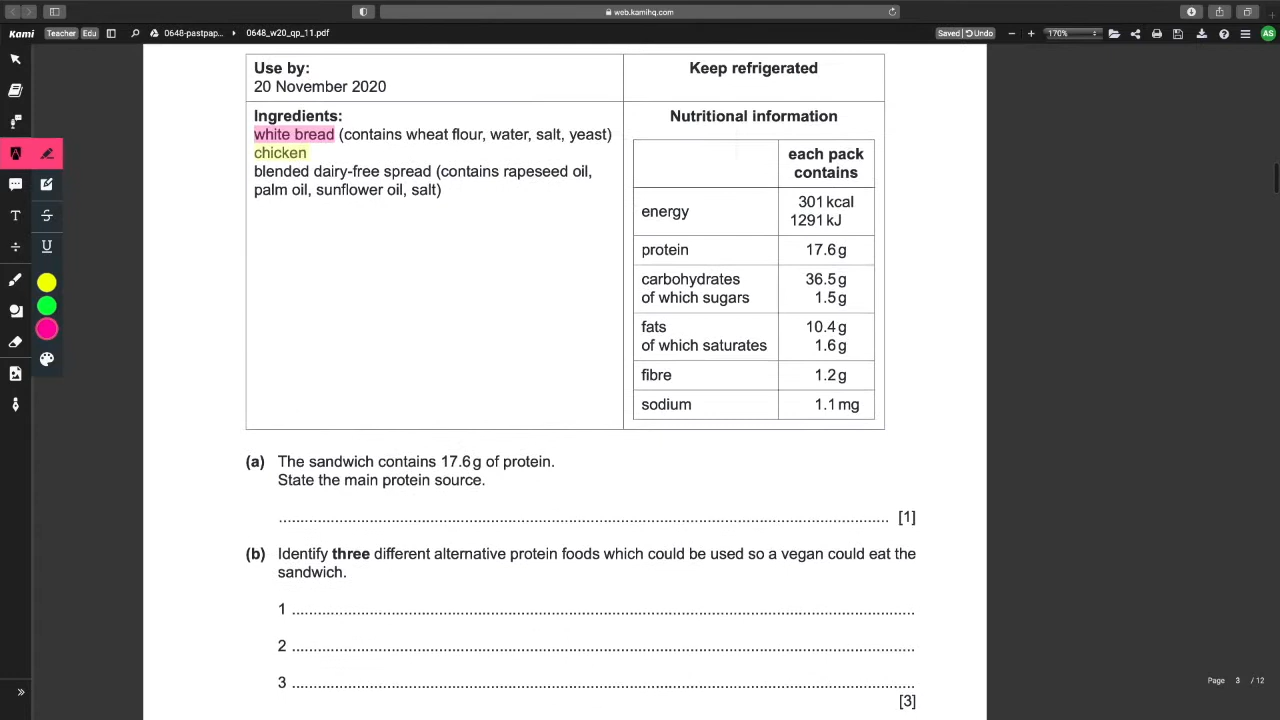 web.kamihq.com
Kami Teacher Edu 0648-pastpap... 0648_w20_qp_11.pdf Saved Undo 170% AS
Use by:
20 November 2020
Keep refrigerated
Ingredients:
white bread (contains wheat flour, water, salt, yeast)
chicken
blended dairy-free spread (contains rapeseed oil,
palm oil, sunflower oil, salt)
Nutritional information
each pack
contains
energy 301 kcal
1291 kJ
protein 17.6 g
carbohydrates 36.5 g
of which sugars 1.5 g
fats 10.4 g
of which saturates 1.6 g
fibre 1.2 g
sodium 1.1 mg
(a) The sandwich contains 17.6 g of protein.
State the main protein source.
[1]
(b) Identify three different alternative protein foods which could be used so a vegan could eat the
sandwich.
1
2
3
[3]
Page 3 / 12